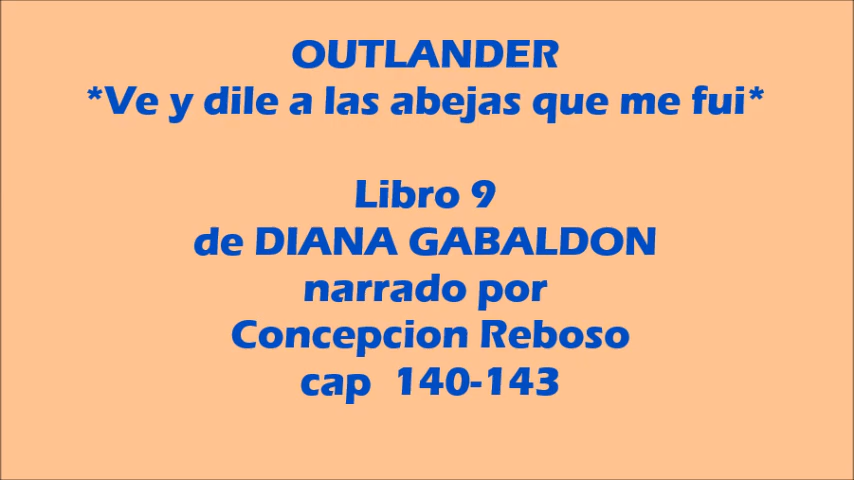 OUTLANDER
*Ve y dile a las abejas que me fui*
Libro 9
de DIANA GABALDON
narrado por
Concepcion Reboso
cap 140-143